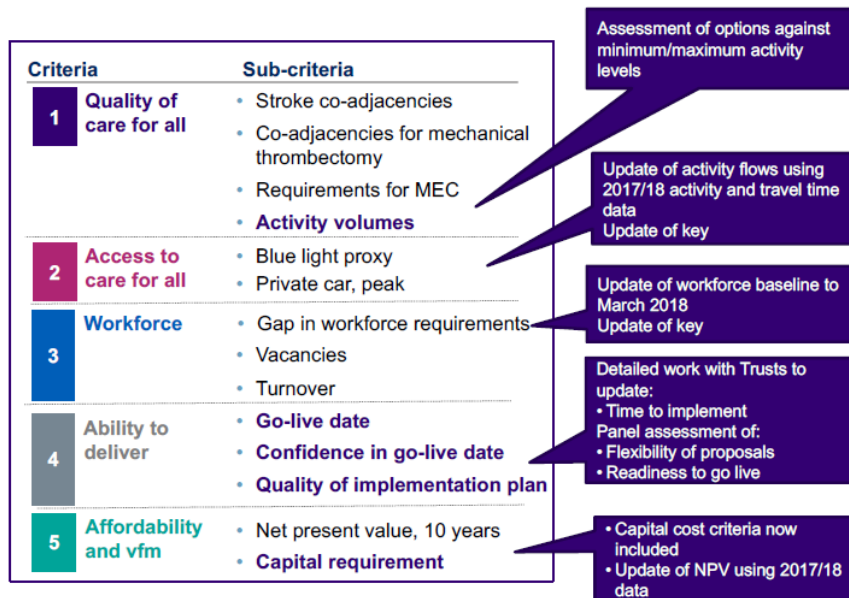 Criteria
Sub-criteria
1
Quality of
care for all
• Stroke co-adjacencies
• Co-adjacencies for mechanical
thrombectomy
• Requirements for MEC
• Activity volumes
2
Access to
care for all
• Blue light proxy
• Private car, peak
3
Workforce
• Gap in workforce requirements
• Vacancies
• Turnover
4
Ability to
deliver
• Go-live date
• Confidence in go-live date
• Quality of implementation plan
5
Affordability
and vfm
• Net present value, 10 years
• Capital requirement
Assessment of options against
minimum/maximum activity
levels
Update of activity flows using
2017/18 activity and travel time
data
Update of key
Update of workforce baseline to
March 2018
Update of key
Detailed work with Trusts to
update:
• Time to implement
Panel assessment of:
• Flexibility of proposals
• Readiness to go live
• Capital cost criteria now
included
• Update of NPV using 2017/18
data